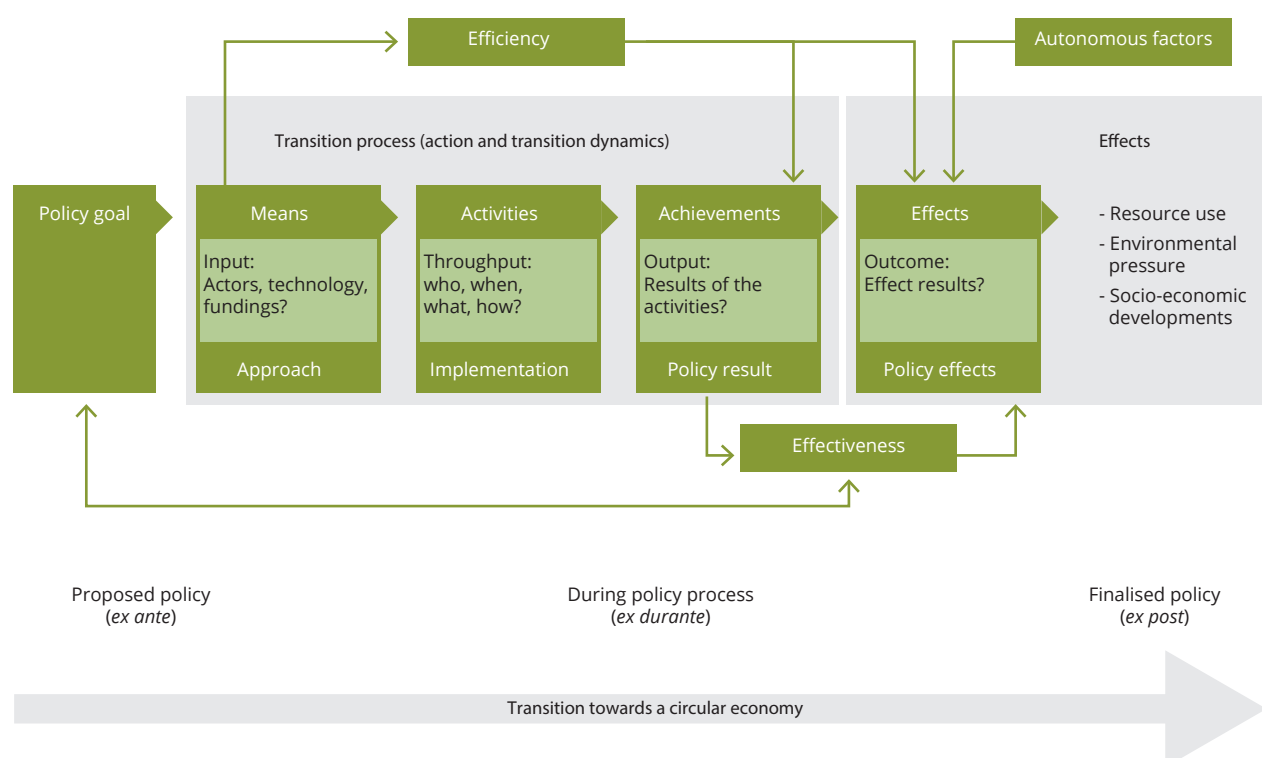 Efficiency
Autonomous factors
Transition process (action and transition dynamics)
Effects
Policy goal
Means
Input:
Actors, technology,
fundings?
Approach
Activities
Throughput:
who, when,
what, how?
Implementation
Achievements
Output:
Results of the
activities?
Policy result
Effects
Outcome:
Effect results?
Policy effects
- Resource use
- Environmental
pressure
- Socio-economic
developments
Effectiveness
Proposed policy
(ex ante)
During policy process
(ex durante)
Finalised policy
(ex post)
Transition towards a circular economy